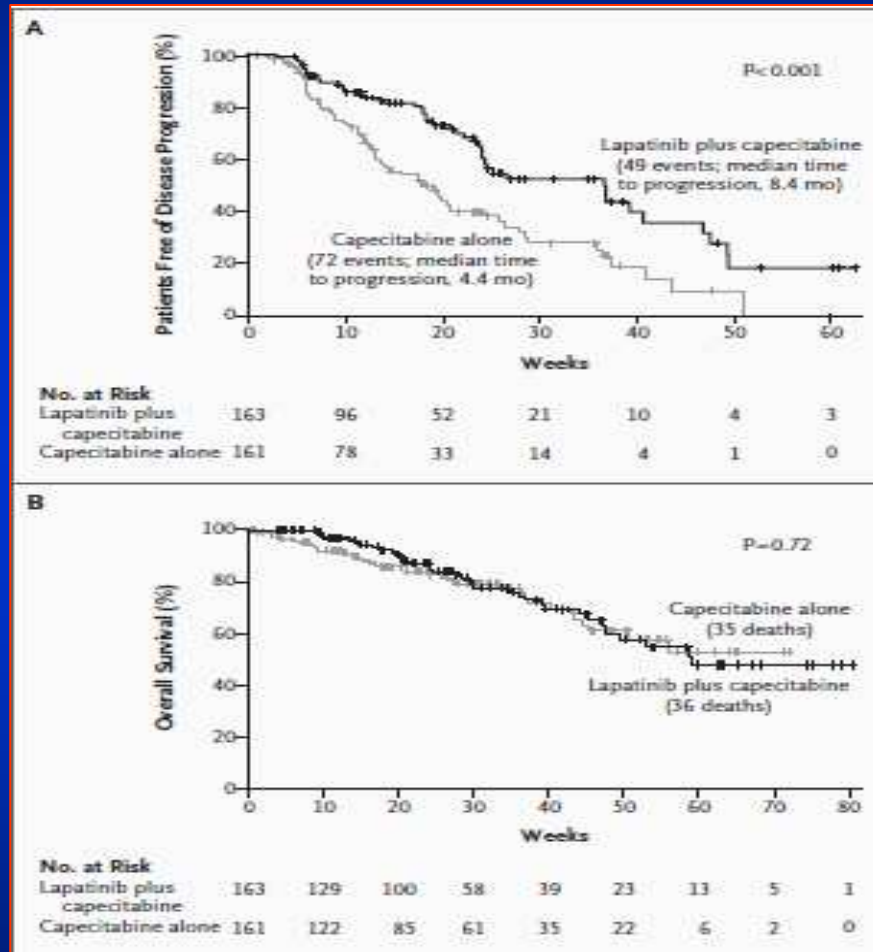 A
Patients Free of Disease Progression (%)
100
80
60
40
20
0
P<0.001
Lapatinib plus capecitabine
(49 events; median time
to progression, 8.4 mo)
Capecitabine alone
(72 events; median time
to progression, 4.4 mo)
0 10 20 30 40 50 60
Weeks
No. at Risk
Lapatinib plus 163 96 52 21 10 4 3
capecitabine
Capecitabine alone 161 78 33 14 4 1 0
B
Overall Survival (%)
100
80
60
40
20
0
P=0.72
Capecitabine alone
(35 deaths)
Lapatinib plus capecitabine
(36 deaths)
0 10 20 30 40 50 60 70 80
Weeks
No. at Risk
Lapatinib plus 163 129 100 58 39 23 13 5 1
capecitabine
Capecitabine alone 161 122 85 61 35 22 6 2 0